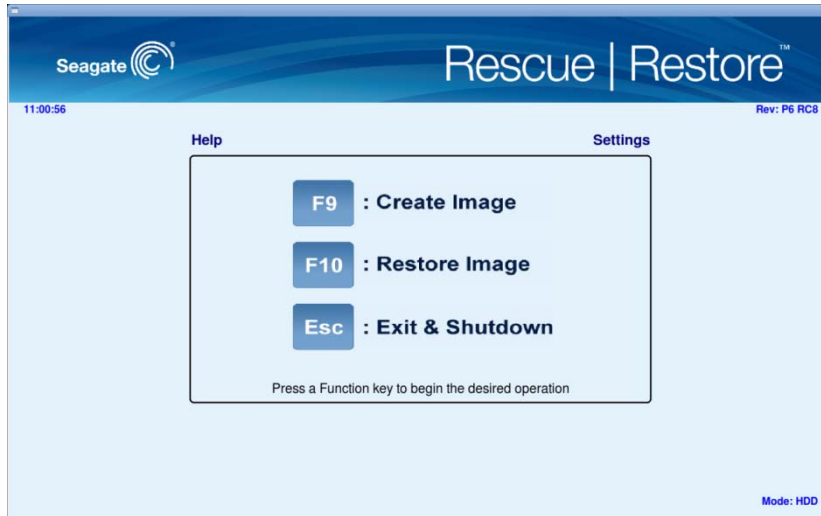 Seagate
Rescue | Restore™
11:00:56
Rev: P6 RC8
Help
Settings
F9 : Create Image
F10 : Restore Image
Esc : Exit & Shutdown
Press a Function key to begin the desired operation
Mode: HDD